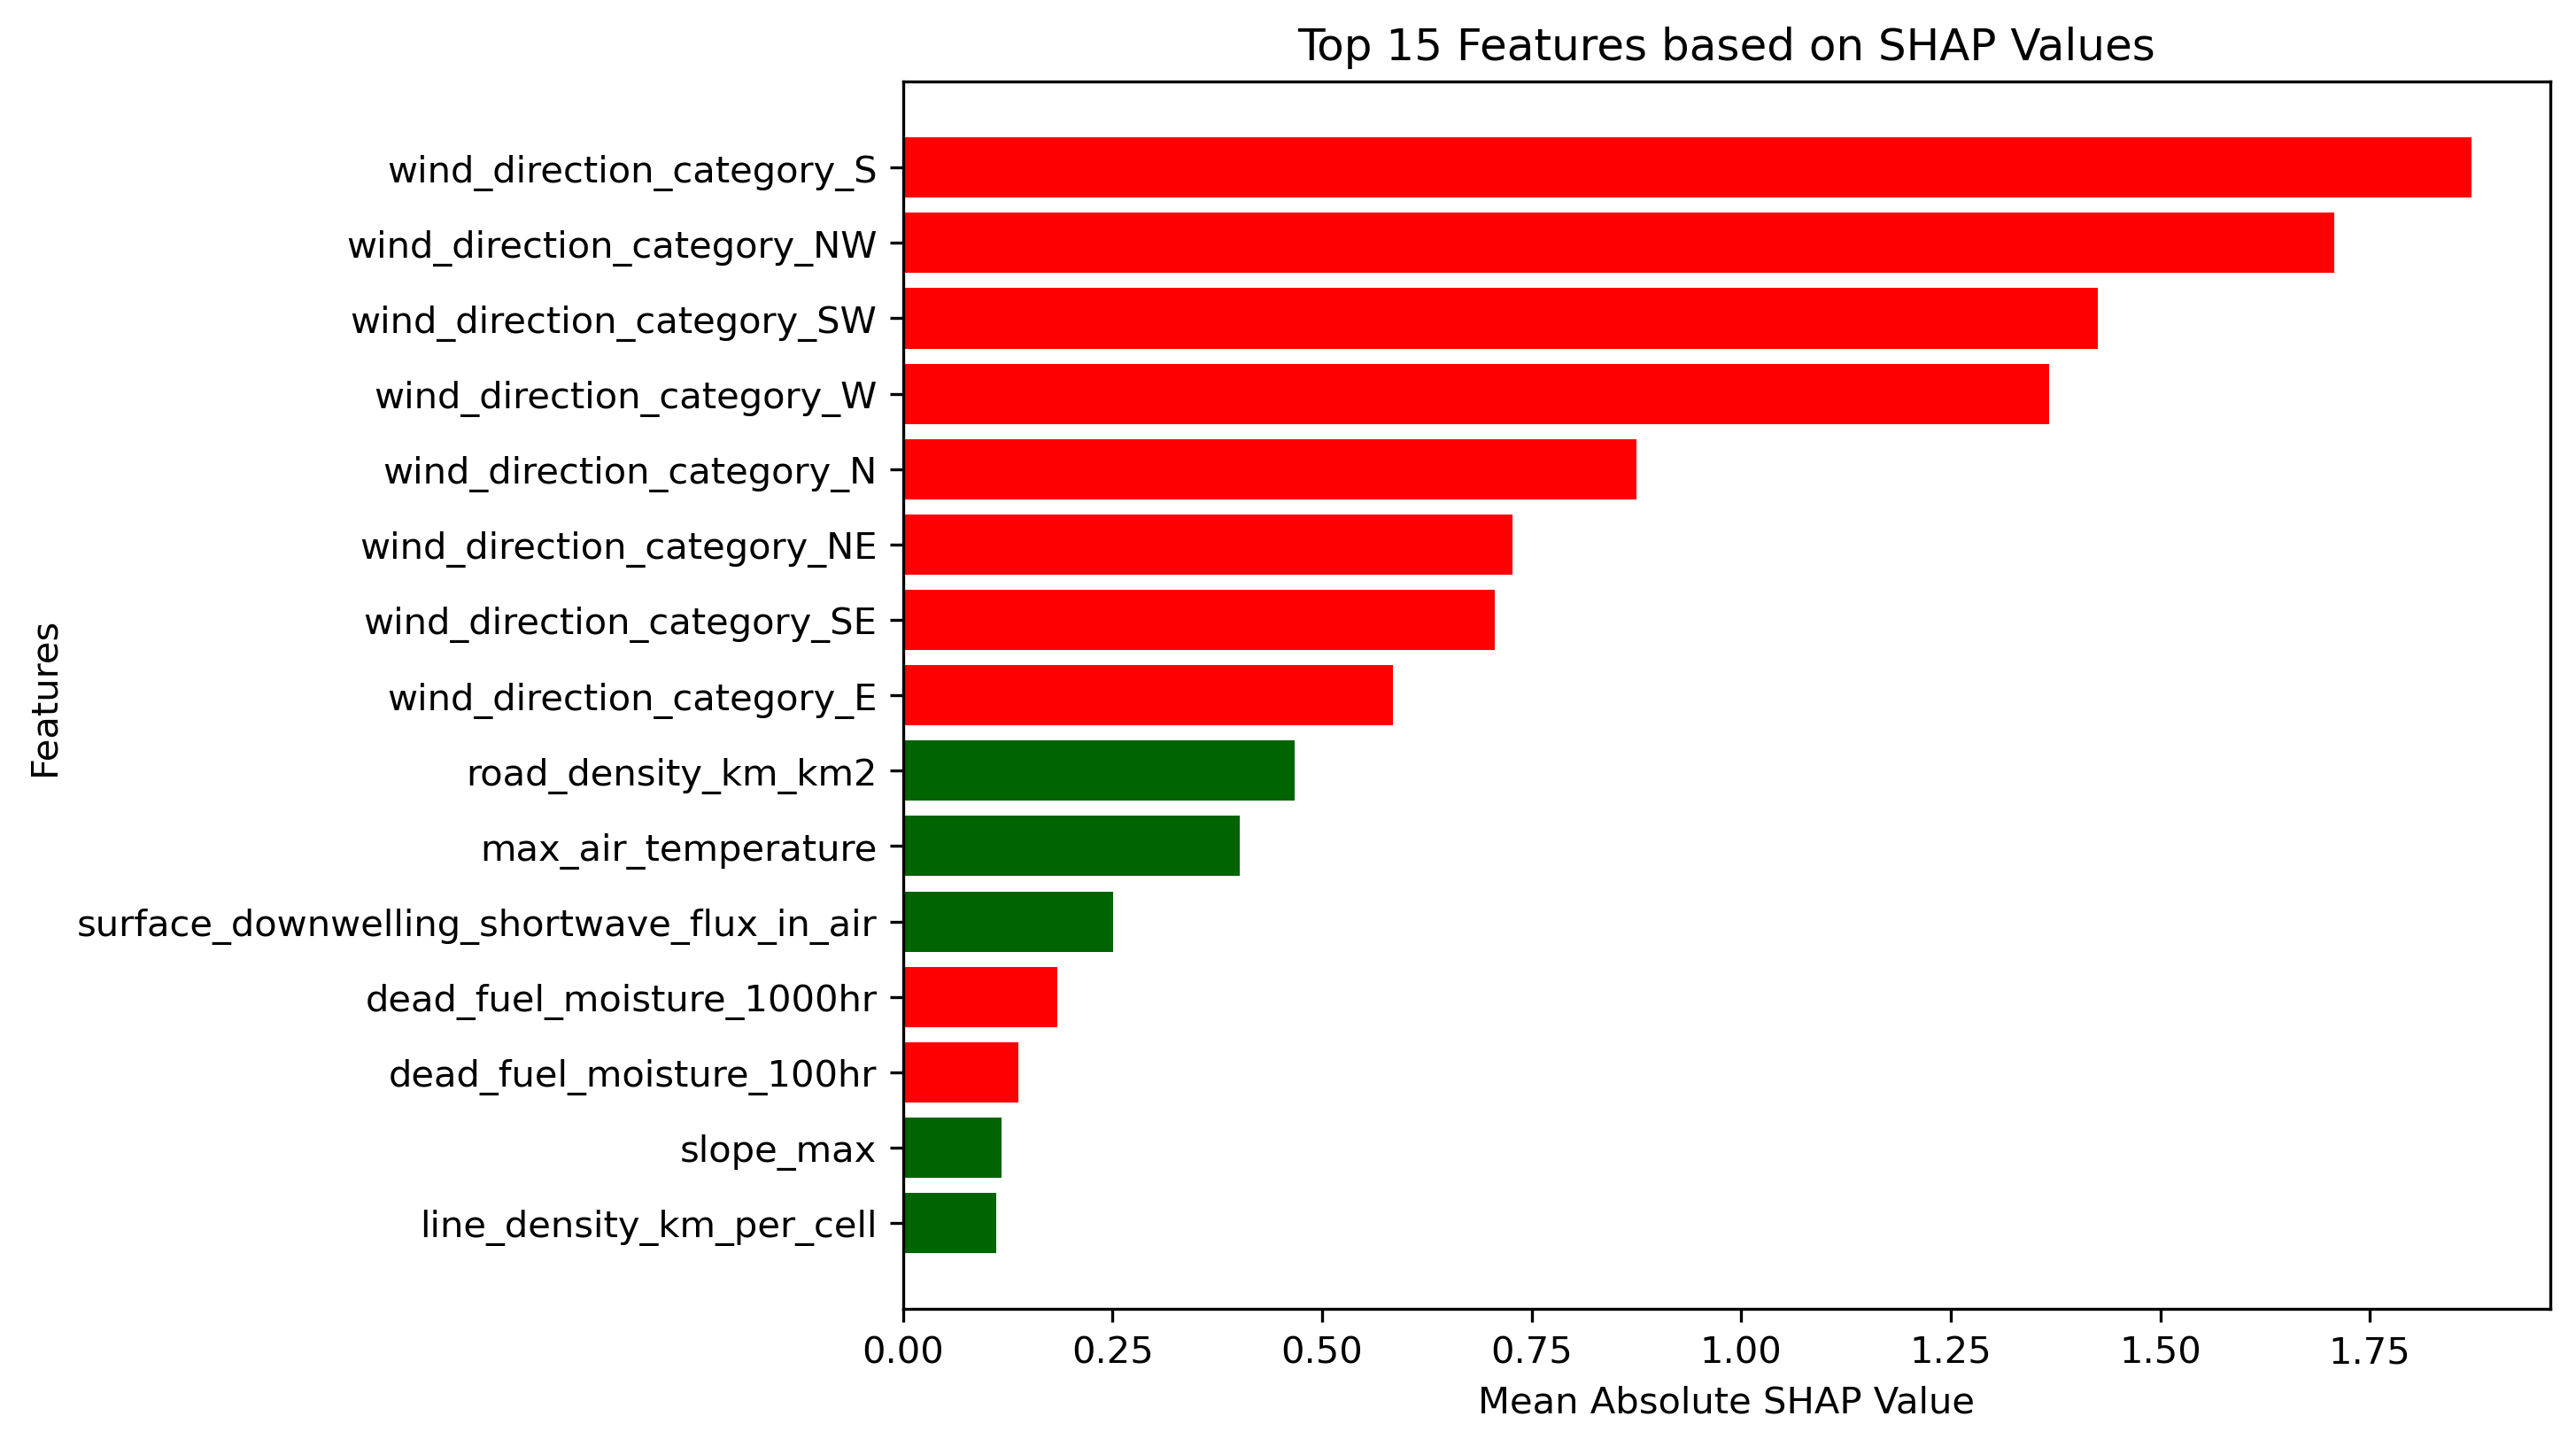 Top 15 Features based on SHAP Values
Features
wind_direction_category_S
wind_direction_category_NW
wind_direction_category_SW
wind_direction_category_W
wind_direction_category_N
wind_direction_category_NE
wind_direction_category_SE
wind_direction_category_E
road_density_km_km2
max_air_temperature
surface_downwelling_shortwave_flux_in_air
dead_fuel_moisture_1000hr
dead_fuel_moisture_100hr
slope_max
line_density_km_per_cell
0.00 0.25 0.50 0.75 1.00 1.25 1.50 1.75
Mean Absolute SHAP Value